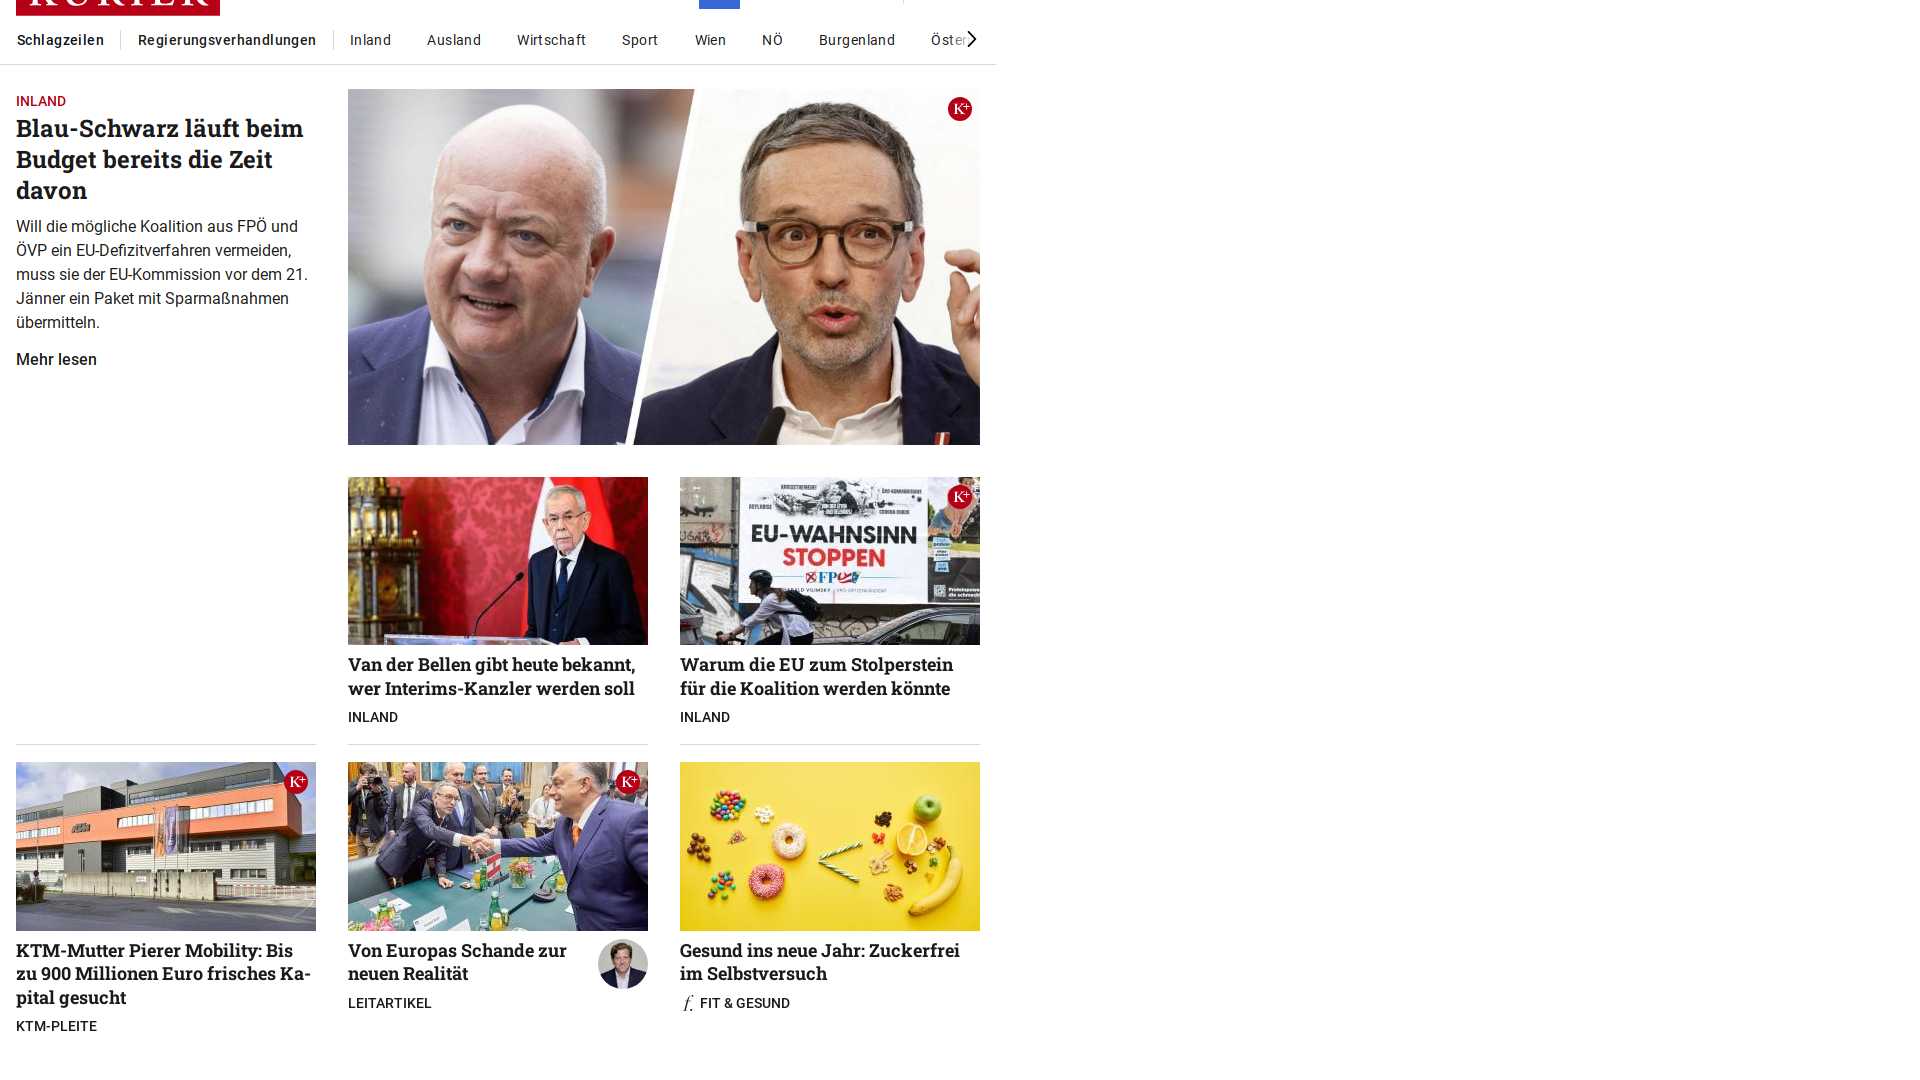 KURIER
Schlagzeilen
Regierungsverhandlungen
Inland
Ausland
Wirtschaft
Sport
Wien
NÖ
Burgenland
Öster
INLAND
Blau-Schwarz läuft beim
Budget bereits die Zeit
davon
Will die mögliche Koalition aus FPÖ und
ÖVP ein EU-Defizitverfahren vermeiden,
muss sie der EU-Kommission vor dem 21.
Jänner ein Paket mit Sparmaßnahmen
übermitteln.
Mehr lesen
K+
K+
EU-WAHNSINN
STOPPEN
FPÖ
Van der Bellen gibt heute bekannt,
wer Interims-Kanzler werden soll
INLAND
Warum die EU zum Stolperstein
für die Koalition werden könnte
INLAND
K+
KTM-Mutter Pierer Mobility: Bis
zu 900 Millionen Euro frisches Ka-
pital gesucht
KTM-PLEITE
K+
Von Europas Schande zur
neuen Realität
LEITARTIKEL
Gesund ins neue Jahr: Zuckerfrei
im Selbstversuch
f. FIT & GESUND